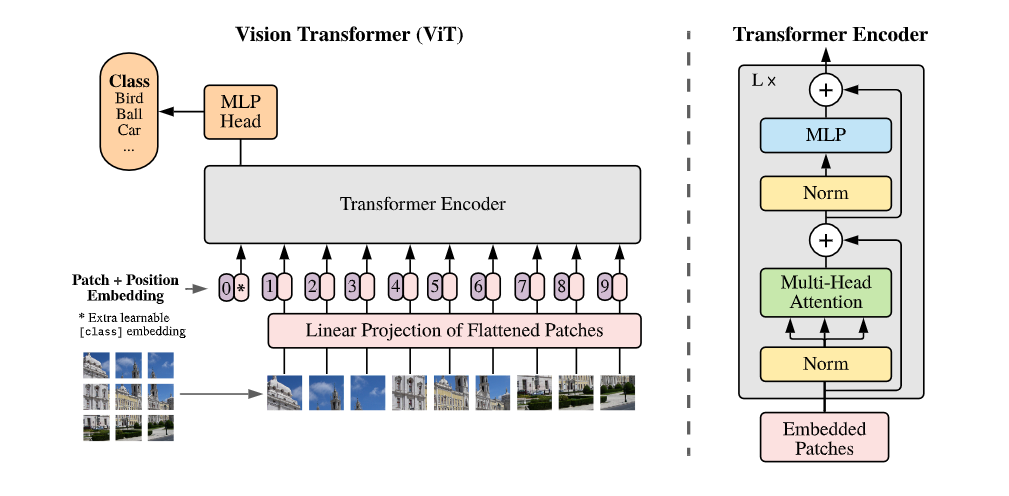 Vision Transformer (ViT)
Class
Bird
Ball
Car
...
MLP
Head
Transformer Encoder
Patch + Position
Embedding
0 * 1 2 3 4 5 6 7 8 9
* Extra learnable
[class] embedding
Linear Projection of Flattened Patches
Transformer Encoder
L x
+
MLP
Norm
+
Multi-Head
Attention
Norm
Embedded
Patches